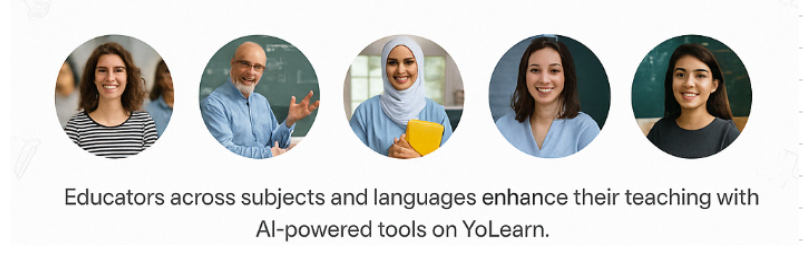 Educators across subjects and languages enhance their teaching with
AI-powered tools on YoLearn.